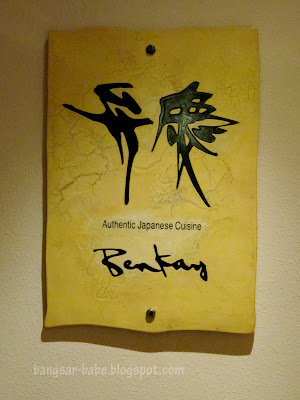 弁慶
Authentic Japanese Cuisine
Benkay
bangsar-babe.blogspot.com